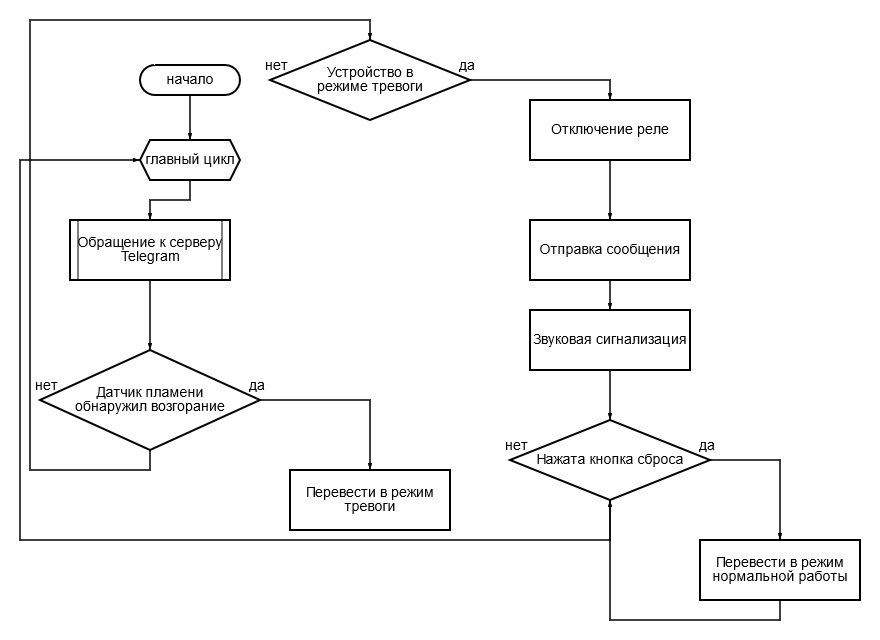 начало
главный цикл
Обращение к серверу
Telegram
нет
да
Датчик пламени
обнаружил возгорание
Перевести в режим
тревоги
нет
да
Устройство в
режиме тревоги
Отключение реле
Отправка сообщения
Звуковая сигнализация
нет
да
Нажата кнопка сброса
Перевести в режим
нормальной работы